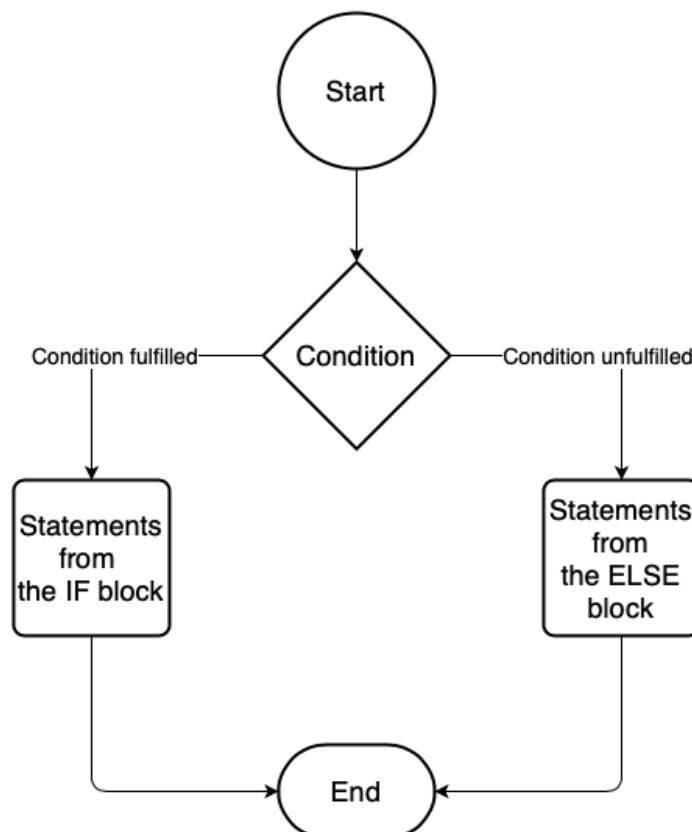 Start
Condition fulfilled
Condition
Condition unfulfilled
Statements
from
the IF block
Statements
from
the ELSE
block
End